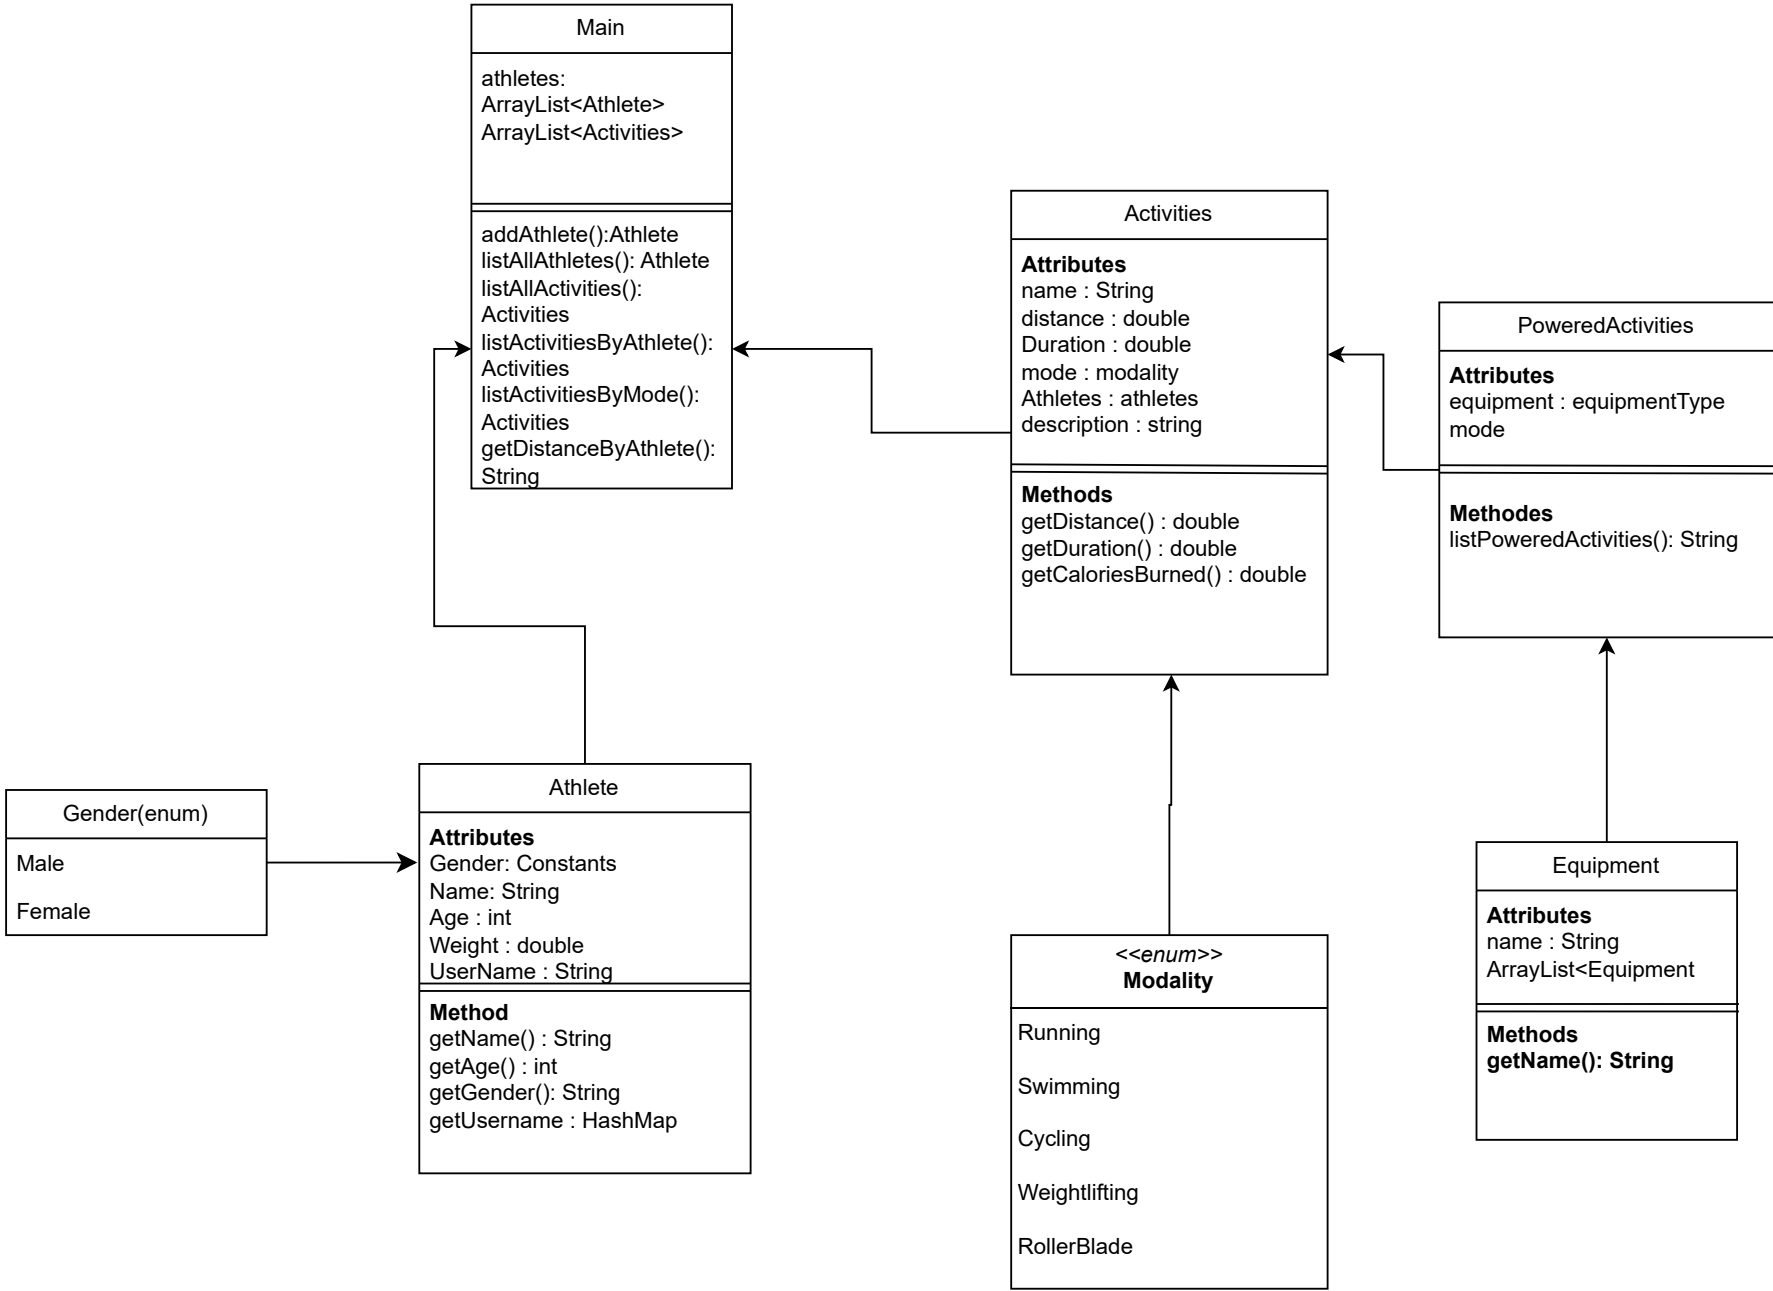 Main
athletes:
ArrayList<Athlete>
ArrayList<Activities>
addAthlete():Athlete
listAllAthletes(): Athlete
listAllActivities():
Activities
listActivitiesByAthlete():
Activities
listActivitiesByMode():
Activities
getDistanceByAthlete():
String
Activities
Attributes
name : String
distance : double
Duration : double
mode : modality
Athletes : athletes
description : string
Methods
getDistance() : double
getDuration() : double
getCaloriesBurned() : double
PoweredActivities
Attributes
equipment : equipmentType
mode
Methodes
listPoweredActivities(): String
Gender(enum)
Male
Female
Athlete
Attributes
Gender: Constants
Name: String
Age : int
Weight : double
UserName : String
Method
getName() : String
getAge() : int
getGender(): String
getUsername : HashMap
<<enum>>
Modality
Running
Swimming
Cycling
Weightlifting
RollerBlade
Equipment
Attributes
name : String
ArrayList<Equipment
Methods
getName(): String